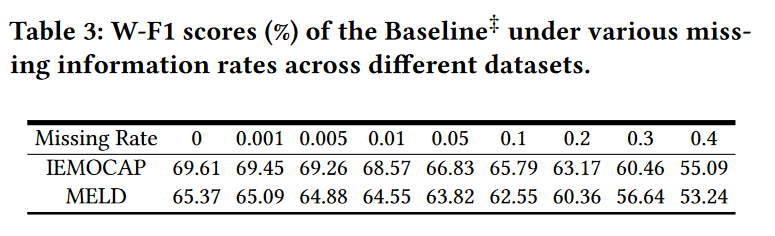 Table 3: W-F1 scores (%) of the Baseline‡ under various miss-
ing information rates across different datasets.
Missing Rate 0 0.001 0.005 0.01 0.05 0.1 0.2 0.3 0.4
IEMOCAP 69.61 69.45 69.26 68.57 66.83 65.79 63.17 60.46 55.09
MELD 65.37 65.09 64.88 64.55 63.82 62.55 60.36 56.64 53.24